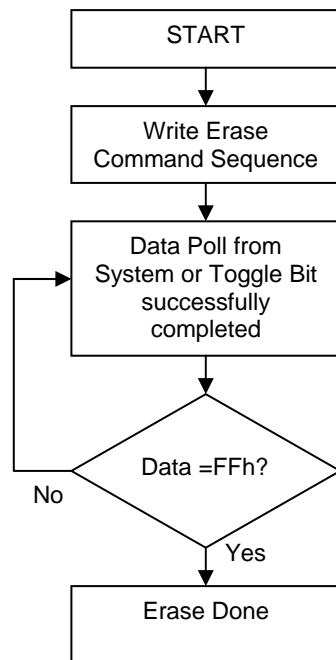 START
Write Erase
Command Sequence
Data Poll from
System or Toggle Bit
successfully
completed
Data =FFh?
No
Yes
Erase Done